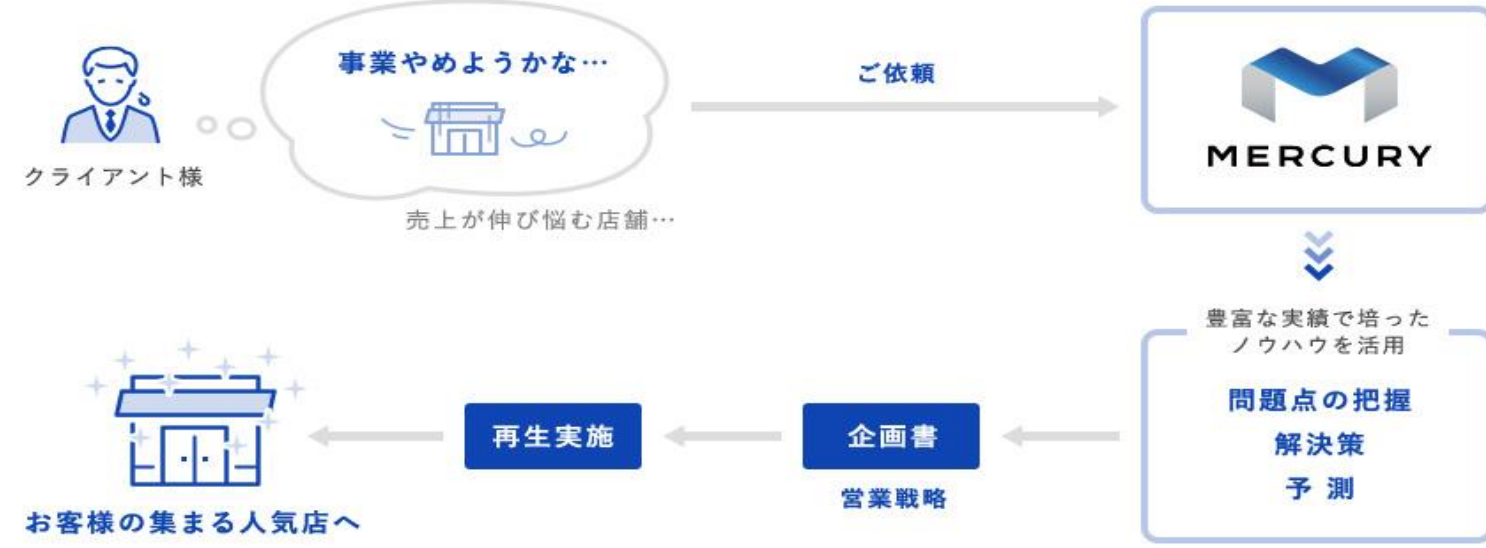 事業やめようかな…
クライアント様
売上が伸び悩む店舗…
ご依頼
MERCURY
豊富な実績で培った
ノウハウを活用
問題点の把握
解決策
予 測
企画書
営業戦略
再生実施
お客様の集まる人気店へ